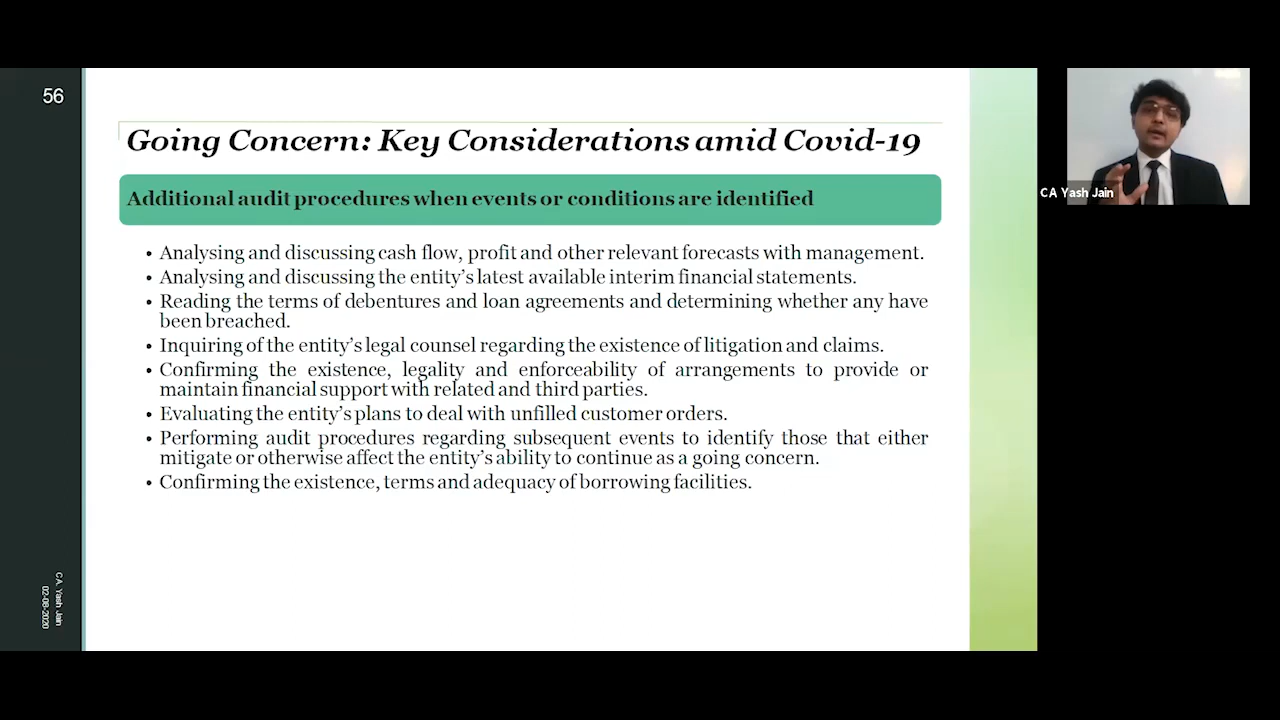 56
Going Concern: Key Considerations amid Covid-19
Additional audit procedures when events or conditions are identified
• Analysing and discussing cash flow, profit and other relevant forecasts with management.
• Analysing and discussing the entity's latest available interim financial statements.
• Reading the terms of debentures and loan agreements and determining whether any have
been breached.
• Inquiring of the entity's legal counsel regarding the existence of litigation and claims.
• Confirming the existence, legality and enforceability of arrangements to provide or
maintain financial support with related and third parties.
• Evaluating the entity's plans to deal with unfilled customer orders.
• Performing audit procedures regarding subsequent events to identify those that either
mitigate or otherwise affect the entity's ability to continue as a going concern.
• Confirming the existence, terms and adequacy of borrowing facilities.
C.A. Yash Jain
02-08-2020
CA Yash Jain